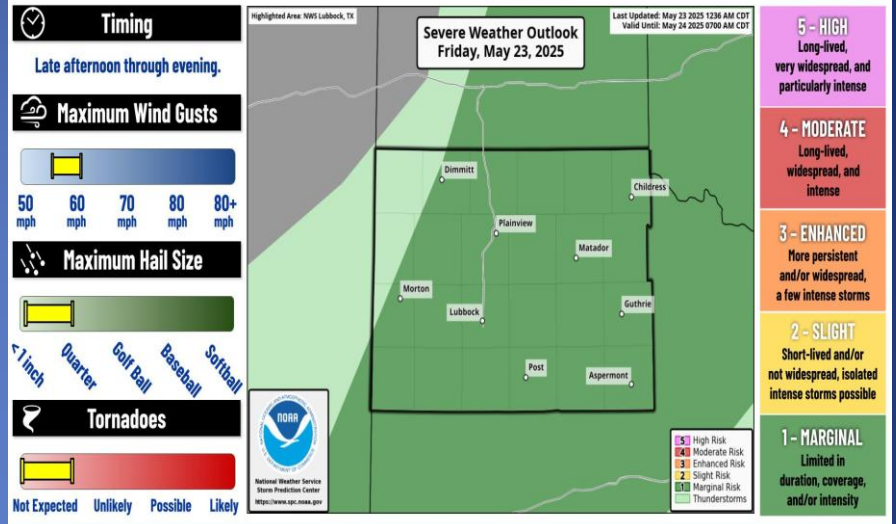 Timing
Late afternoon through evening.
Maximum Wind Gusts
50 mph
60 mph
70 mph
80 mph
80+ mph
Maximum Hail Size
< 1 inch
Quarter
Golf Ball
Baseball
Softball
Tornadoes
Not Expected
Unlikely
Possible
Likely
Highlighted Area: NWS Lubbock, TX
Severe Weather Outlook
Friday, May 23, 2025
Last Updated: May 23 2025 1236 AM CDT
Valid Until: May 24 2025 0700 AM CDT
Dimmitt
Childress
Plainview
Matador
Morton
Lubbock
Guthrie
Post
Aspermont
NOAA
National Weather Service
Storm Prediction Center
https://www.spc.noaa.gov
5 High Risk
4 Moderate Risk
3 Enhanced Risk
2 Slight Risk
1 Marginal Risk
Thunderstorms
5 - HIGH
Long-lived,
very widespread, and
particularly intense
4 - MODERATE
Long-lived,
widespread, and
intense
3 - ENHANCED
More persistent
and/or widespread,
a few intense storms
2 - SLIGHT
Short-lived and/or
not widespread, isolated
intense storms possible
1 - MARGINAL
Limited in
duration, coverage,
and/or intensity